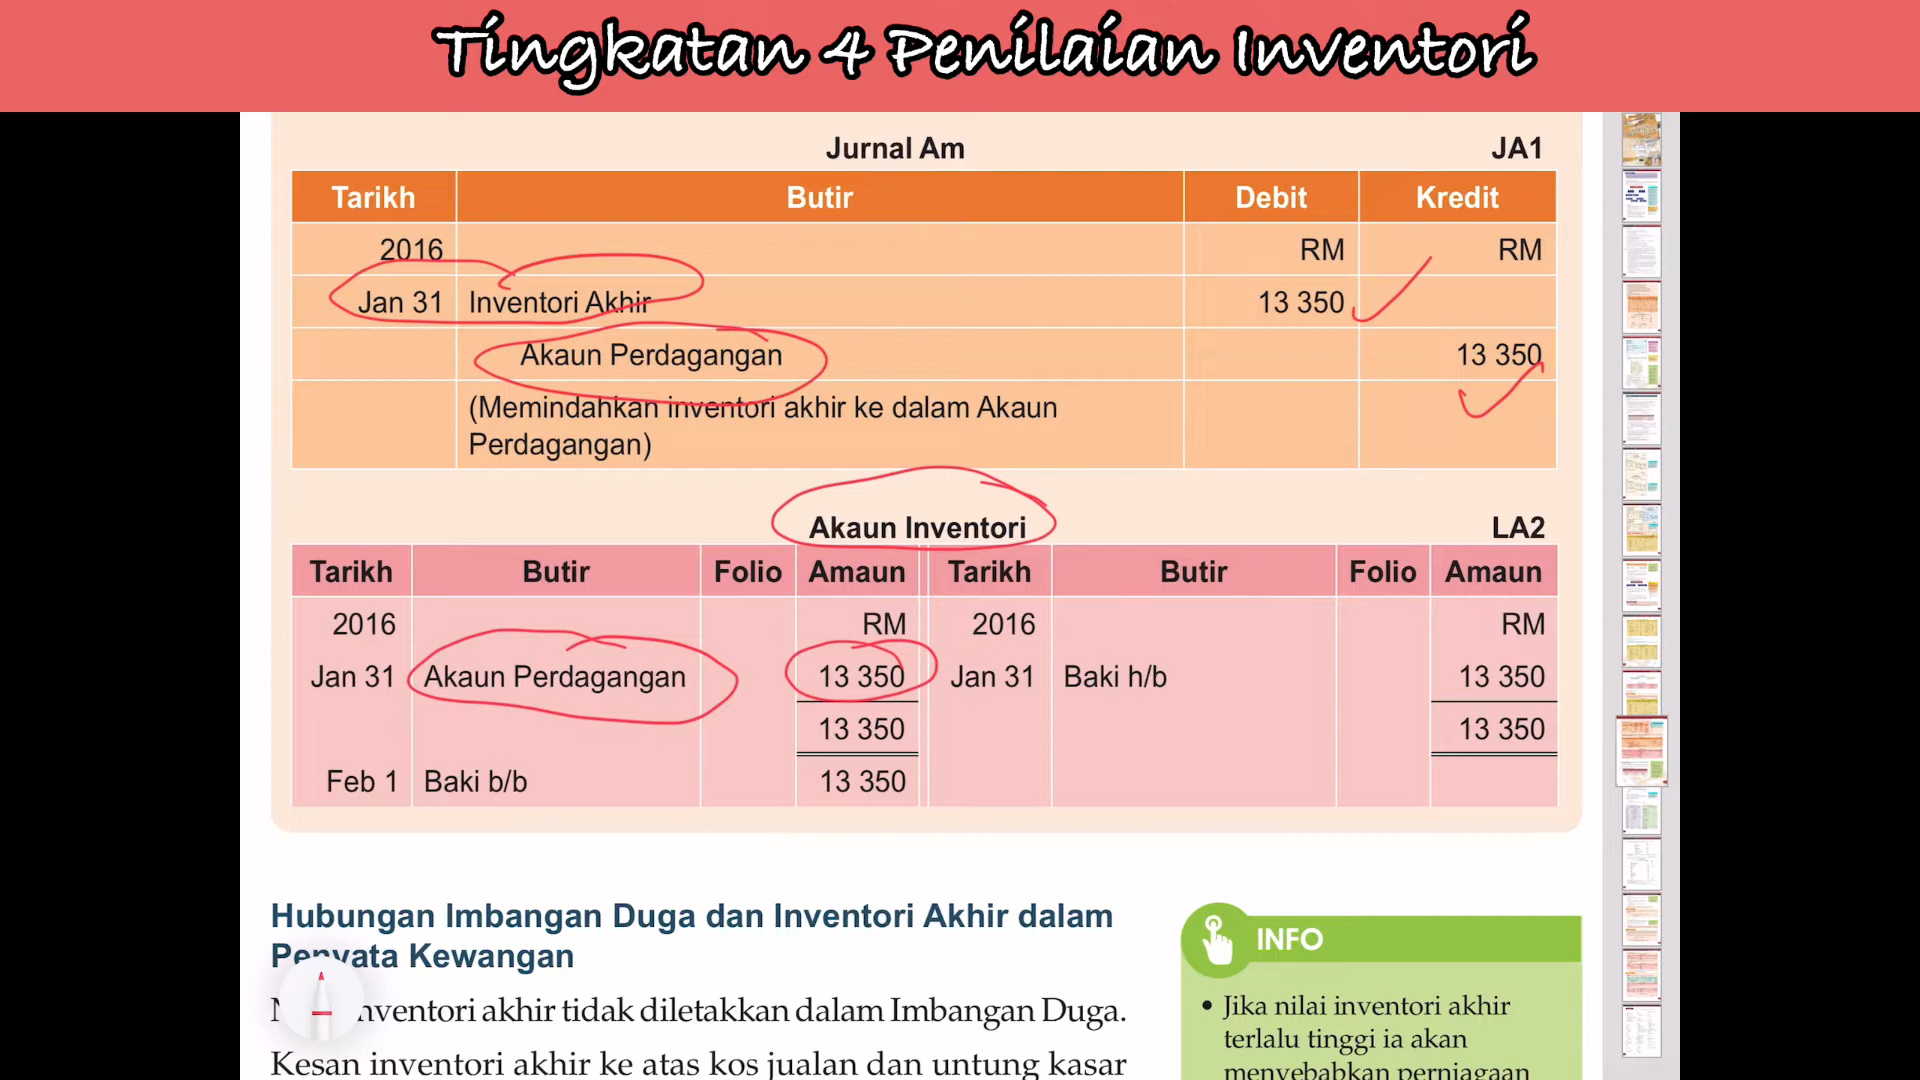 Tingkatan 4 Penilaian Inventori
Jurnal Am JA1
Tarikh Butir Debit Kredit
2016 RM RM
Jan 31 Inventori Akhir 13 350
Akaun Perdagangan 13 350
(Memindahkan inventori akhir ke dalam Akaun
Perdagangan)
Akaun Inventori LA2
Tarikh Butir Folio Amaun Tarikh Butir Folio Amaun
2016 RM 2016 RM
Jan 31 Akaun Perdagangan 13 350 Jan 31 Baki h/b 13 350
13 350 13 350
Feb 1 Baki b/b 13 350
Hubungan Imbangan Duga dan Inventori Akhir dalam
Penyata Kewangan
inventori akhir tidak diletakkan dalam Imbangan Duga.
Kesan inventori akhir ke atas kos jualan dan untung kasar
INFO
• Jika nilai inventori akhir
terlalu tinggi ia akan
menyebabkan perniagaan